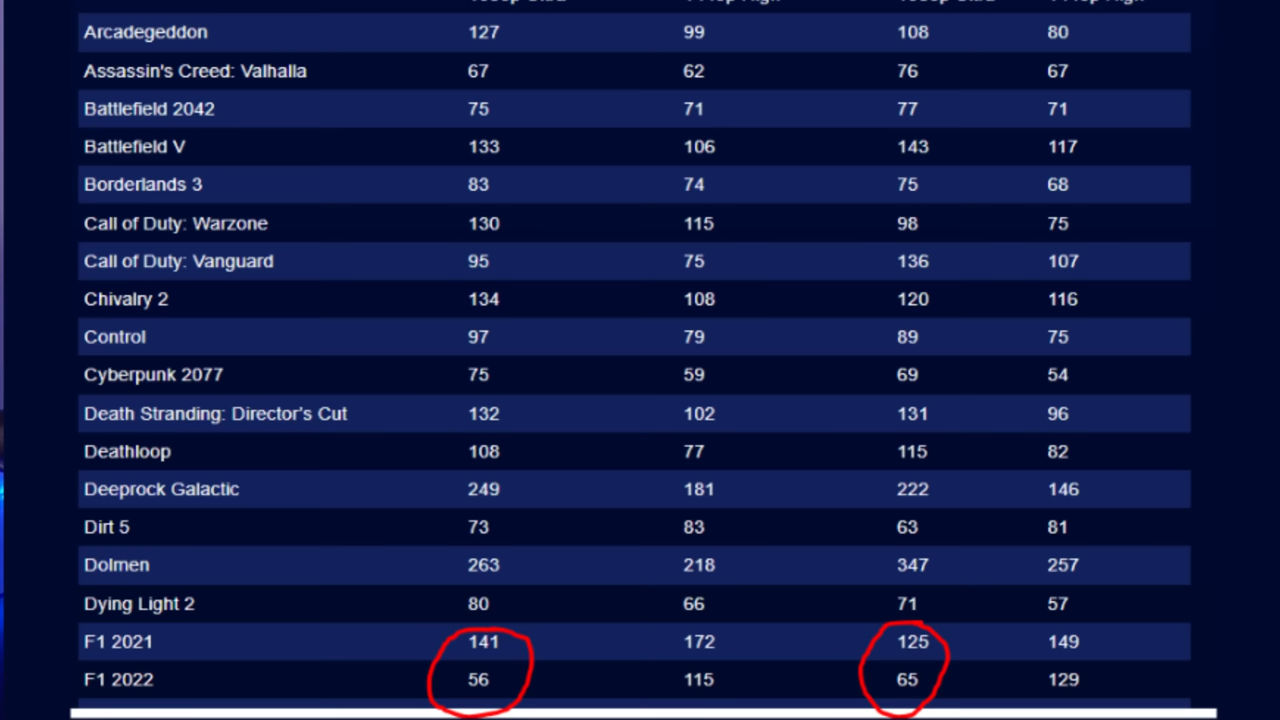 Arcadegeddon 127 99 108 80
Assassin's Creed: Valhalla 67 62 76 67
Battlefield 2042 75 71 77 71
Battlefield V 133 106 143 117
Borderlands 3 83 74 75 68
Call of Duty: Warzone 130 115 98 75
Call of Duty: Vanguard 95 75 136 107
Chivalry 2 134 108 120 116
Control 97 79 89 75
Cyberpunk 2077 75 59 69 54
Death Stranding: Director's Cut 132 102 131 96
Deathloop 108 77 115 82
Deeprock Galactic 249 181 222 146
Dirt 5 73 83 63 81
Dolmen 263 218 347 257
Dying Light 2 80 66 71 57
F1 2021 141 172 125 149
F1 2022 56 115 65 129